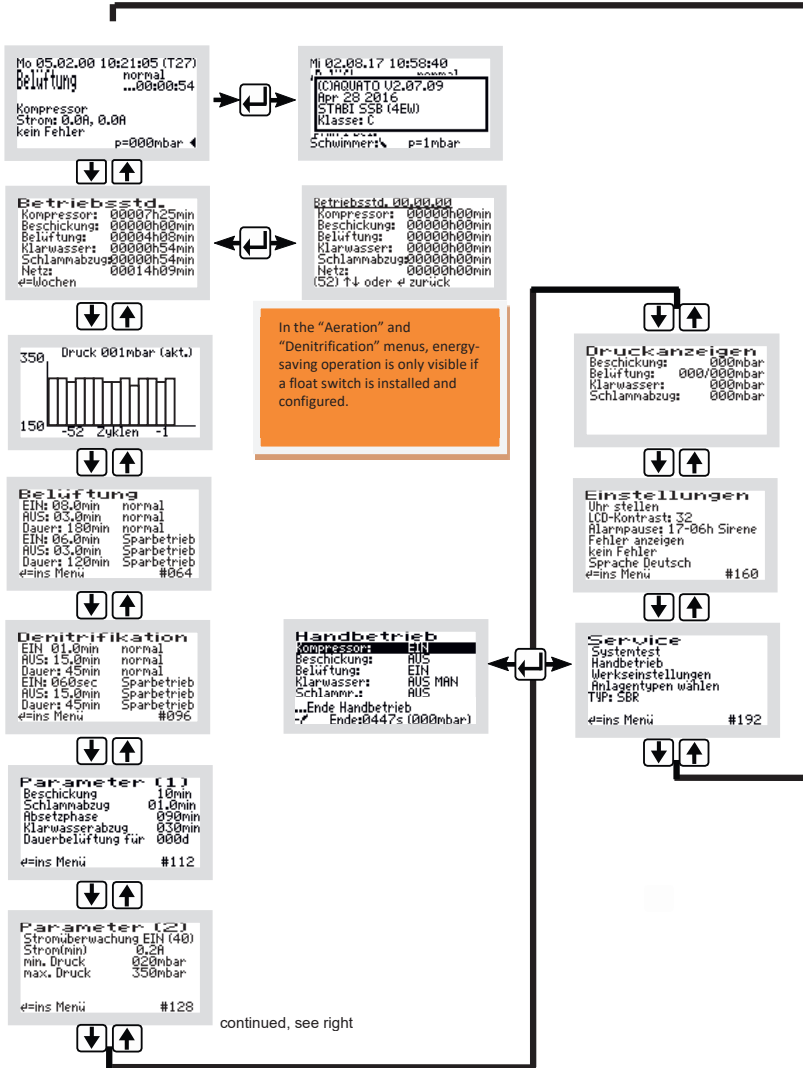 Mo 05.02.00 10:21:05 (T27)
Belüftung normal
...00:00:54
Kompressor
Strom: 0.0A, 0.0A
kein Fehler
p=000mbar
Mi 02.08.17 10:58:40
(C)AQUATO V2.07.09
Apr 28 2016
STABI SSB (4EW)
Klasse: C
Schwimmer: p=1mbar
Betriebsstd.
Kompressor: 00007h25min
Beschickung: 00000h00min
Belüftung: 00004h08min
Klarwasser: 00000h54min
Schlammabzug:00000h54min
Netz: 00014h09min
↵=Wochen
Betriebsstd. 00.00.00
Kompressor: 00000h00min
Beschickung: 00000h00min
Belüftung: 00000h00min
Klarwasser: 00000h00min
Schlammabzug:00000h00min
Netz: 00000h00min
(52) ↑↓ oder ↵ zurück
In the “Aeration” and
“Denitrification” menus, energy-
saving operation is only visible if
a float switch is installed and
configured.
350 Druck 001mbar (akt.)
150 -52 Zyklen -1
Belüftung
EIN: 08.0min normal
AUS: 03.0min normal
Dauer: 180min normal
EIN: 06.0min Sparbetrieb
AUS: 03.0min Sparbetrieb
Dauer: 120min Sparbetrieb
↵=ins Menü #064
Denitrifikation
EIN 01.0min normal
AUS: 15.0min normal
Dauer: 45min normal
EIN: 060sec Sparbetrieb
AUS: 15.0min Sparbetrieb
Dauer: 45min Sparbetrieb
↵=ins Menü #096
Parameter (1)
Beschickung 10min
Schlammabzug 01.0min
Absetzphase 090min
Klarwasserabzug 030min
Dauerbelüftung für 000d
↵=ins Menü #112
Parameter (2)
Stromüberwachung EIN (40)
Strom(min) 0.2A
min. Druck 020mbar
max. Druck 350mbar
↵=ins Menü #128
continued, see right
Handbetrieb
Kompressor: EIN
Beschickung: AUS
Belüftung: EIN
Klarwasser: AUS MAN
Schlammr.: AUS
...Ende Handbetrieb
Ende:0447s (000mbar)
Druckanzeigen
Beschickung: 000mbar
Belüftung: 000/000mbar
Klarwasser: 000mbar
Schlammabzug: 000mbar
Einstellungen
Uhr stellen
LCD-Kontrast: 32
Alarmpause: 17-06h Sirene
Fehler anzeigen
kein Fehler
Sprache Deutsch
↵=ins Menü #160
Service
Systemtest
Handbetrieb
Werkseinstellungen
Anlagentypen wählen
TYP: SBR
↵=ins Menü #192